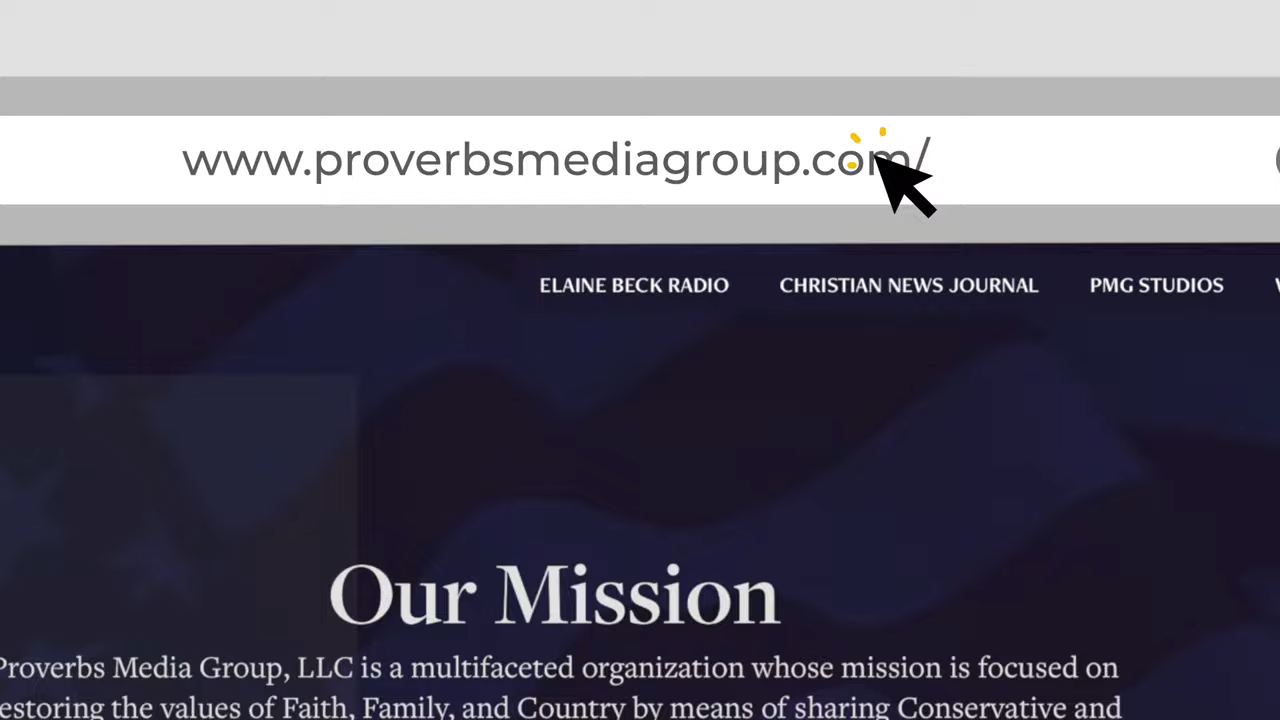 www.proverbsmediagroup.com/
ELAINE BECK RADIO CHRISTIAN NEWS JOURNAL PMG STUDIOS
Our Mission
Proverbs Media Group, LLC is a multifaceted organization whose mission is focused on
estoring the values of Faith, Family, and Country by means of sharing Conservative and